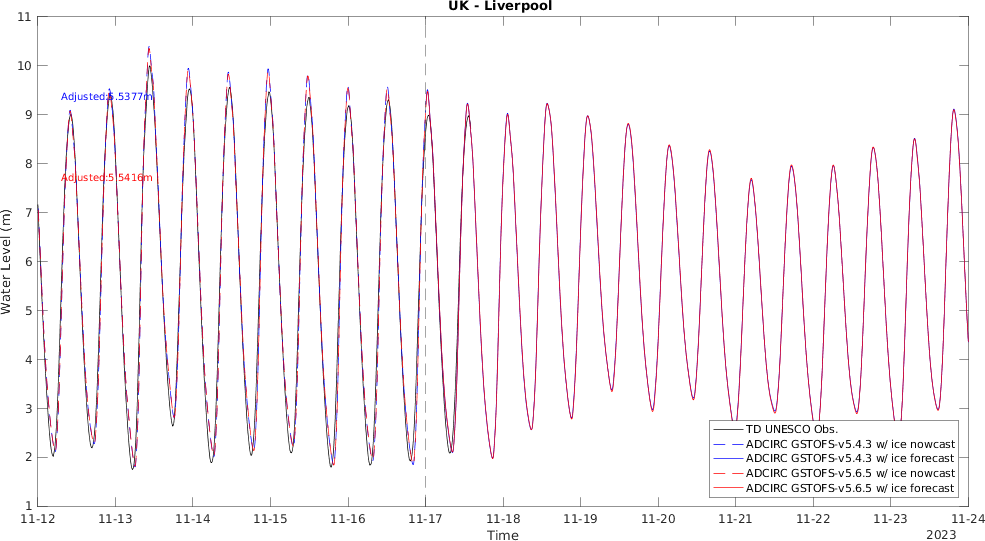 UK - Liverpool
11
10
9
8
7
6
5
4
3
2
1
Water Level (m)
Adjusted:5.5377m
Adjusted:5.5416m
TD UNESCO Obs.
ADCIRC GSTOFS-v5.4.3 w/ ice nowcast
ADCIRC GSTOFS-v5.4.3 w/ ice forecast
ADCIRC GSTOFS-v5.6.5 w/ ice nowcast
ADCIRC GSTOFS-v5.6.5 w/ ice forecast
11-12 11-13 11-14 11-15 11-16 11-17 11-18 11-19 11-20 11-21 11-22 11-23 11-24
Time
2023